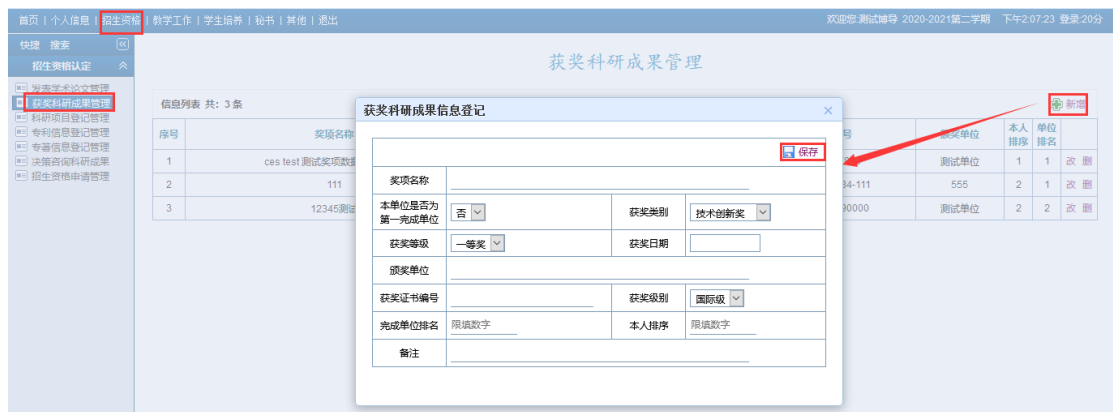 首页 | 个人信息 | 招生资格 | 教学工作 | 学生培养 | 秘书 | 其他 | 退出
欢迎您:测试博导 2020-2021第二学期 下午2:07:23 登录:20分
快捷 搜索
招生资格认定
发表学术论文管理
获奖科研成果管理
科研项目登记管理
专利信息登记管理
专著信息登记管理
决策咨询科研成果
招生资格申请管理
获奖科研成果管理
信息列表 共: 3 条
新增
序号 奖项名称 号 颁奖单位 本人排序 单位排名
1 ces test 测试奖项数据 测试单位 1 1 改 删
2 111 34-111 555 2 1 改 删
3 12345测试 90000 测试单位 2 2 改 删
获奖科研成果信息登记 ×
保存
奖项名称
本单位是否为
第一完成单位 否 获奖类别 技术创新奖
获奖等级 一等奖 获奖日期
颁奖单位
获奖证书编号 获奖级别 国际级
完成单位排名 限填数字 本人排序 限填数字
备注